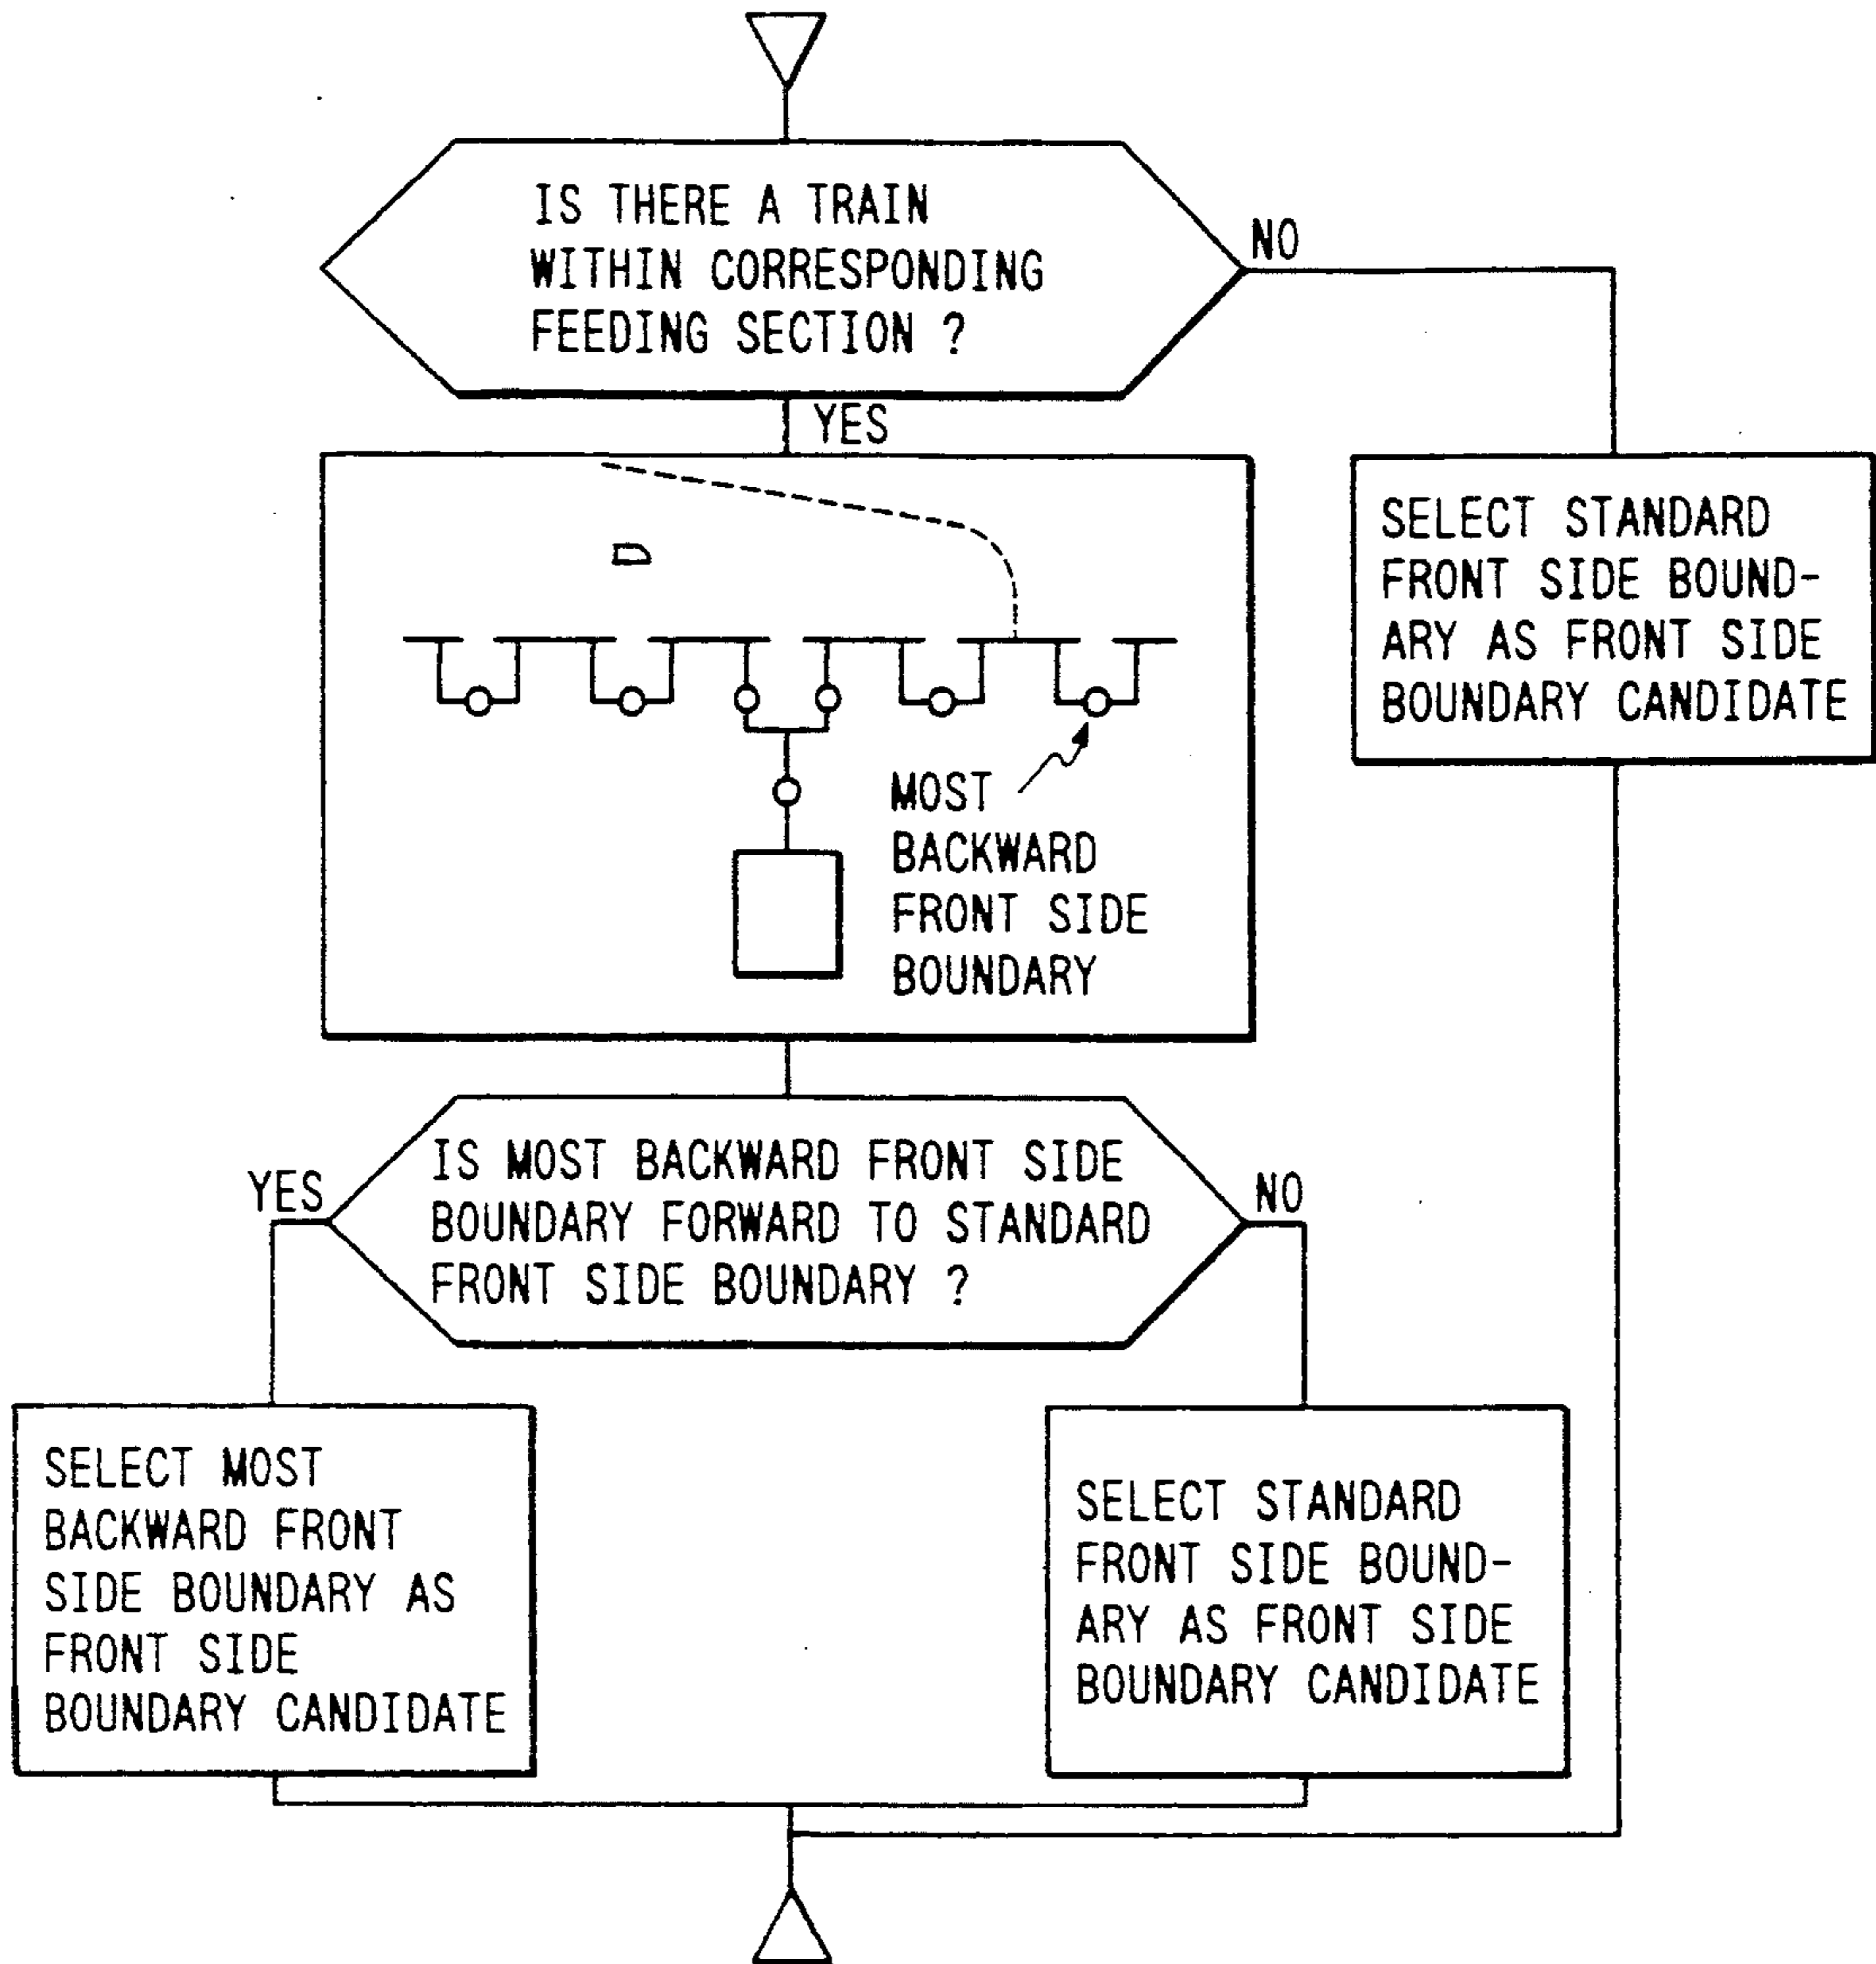 IS THERE A TRAIN
WITHIN CORRESPONDING
FEEDING SECTION ?
NO
YES
SELECT STANDARD
FRONT SIDE BOUND-
ARY AS FRONT SIDE
BOUNDARY CANDIDATE
MOST
BACKWARD
FRONT SIDE
BOUNDARY
IS MOST BACKWARD FRONT SIDE
BOUNDARY FORWARD TO STANDARD
FRONT SIDE BOUNDARY ?
YES
NO
SELECT MOST
BACKWARD FRONT
SIDE BOUNDARY AS
FRONT SIDE
BOUNDARY CANDIDATE
SELECT STANDARD
FRONT SIDE BOUND-
ARY AS FRONT SIDE
BOUNDARY CANDIDATE